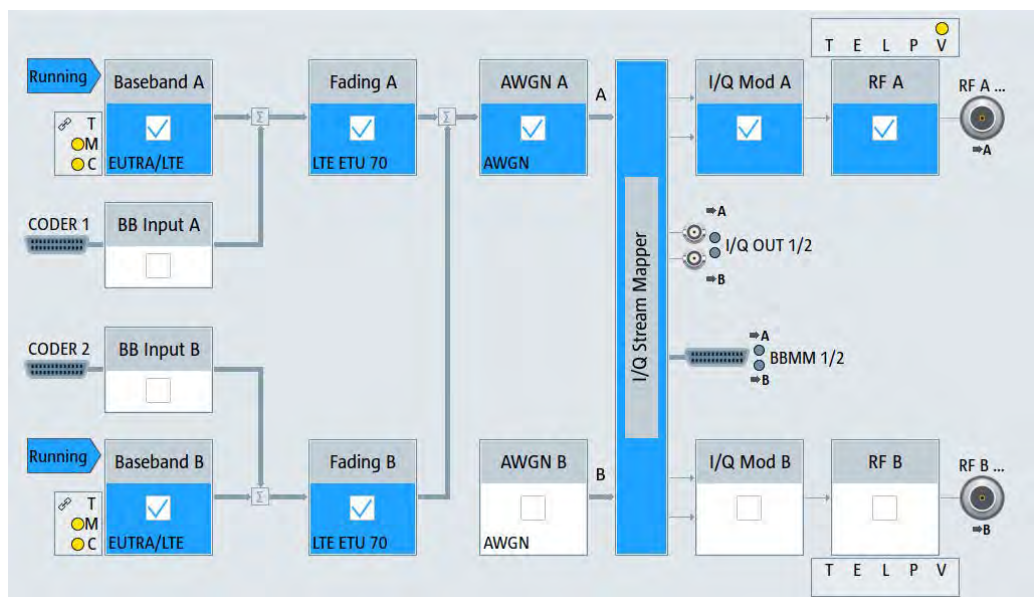 T E L P V
Running
Baseband A
Fading A
AWGN A
A
I/Q Mod A
RF A
RF A ...
T
M
C
EUTRA/LTE
Σ
LTE ETU 70
Σ
AWGN
➡A
CODER 1
BB Input A
➡A
I/Q OUT 1/2
➡B
I/Q Stream Mapper
CODER 2
BB Input B
➡A
BBMM 1/2
➡B
Running
Baseband B
Fading B
AWGN B
B
I/Q Mod B
RF B
RF B ...
T
M
C
EUTRA/LTE
Σ
LTE ETU 70
AWGN
➡B
T E L P V